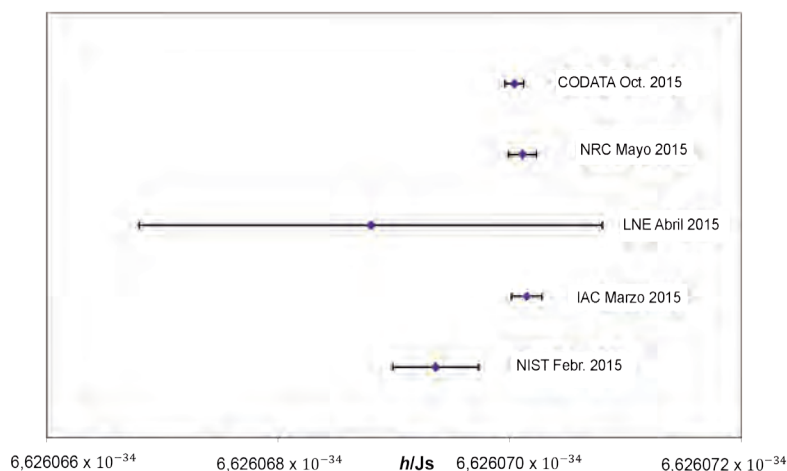 CODATA Oct. 2015
NRC Mayo 2015
LNE Abril 2015
IAC Marzo 2015
NIST Febr. 2015
6,626066 x 10⁻³⁴ 6,626068 x 10⁻³⁴ h/Js 6,626070 x 10⁻³⁴ 6,626072 x 10⁻³⁴